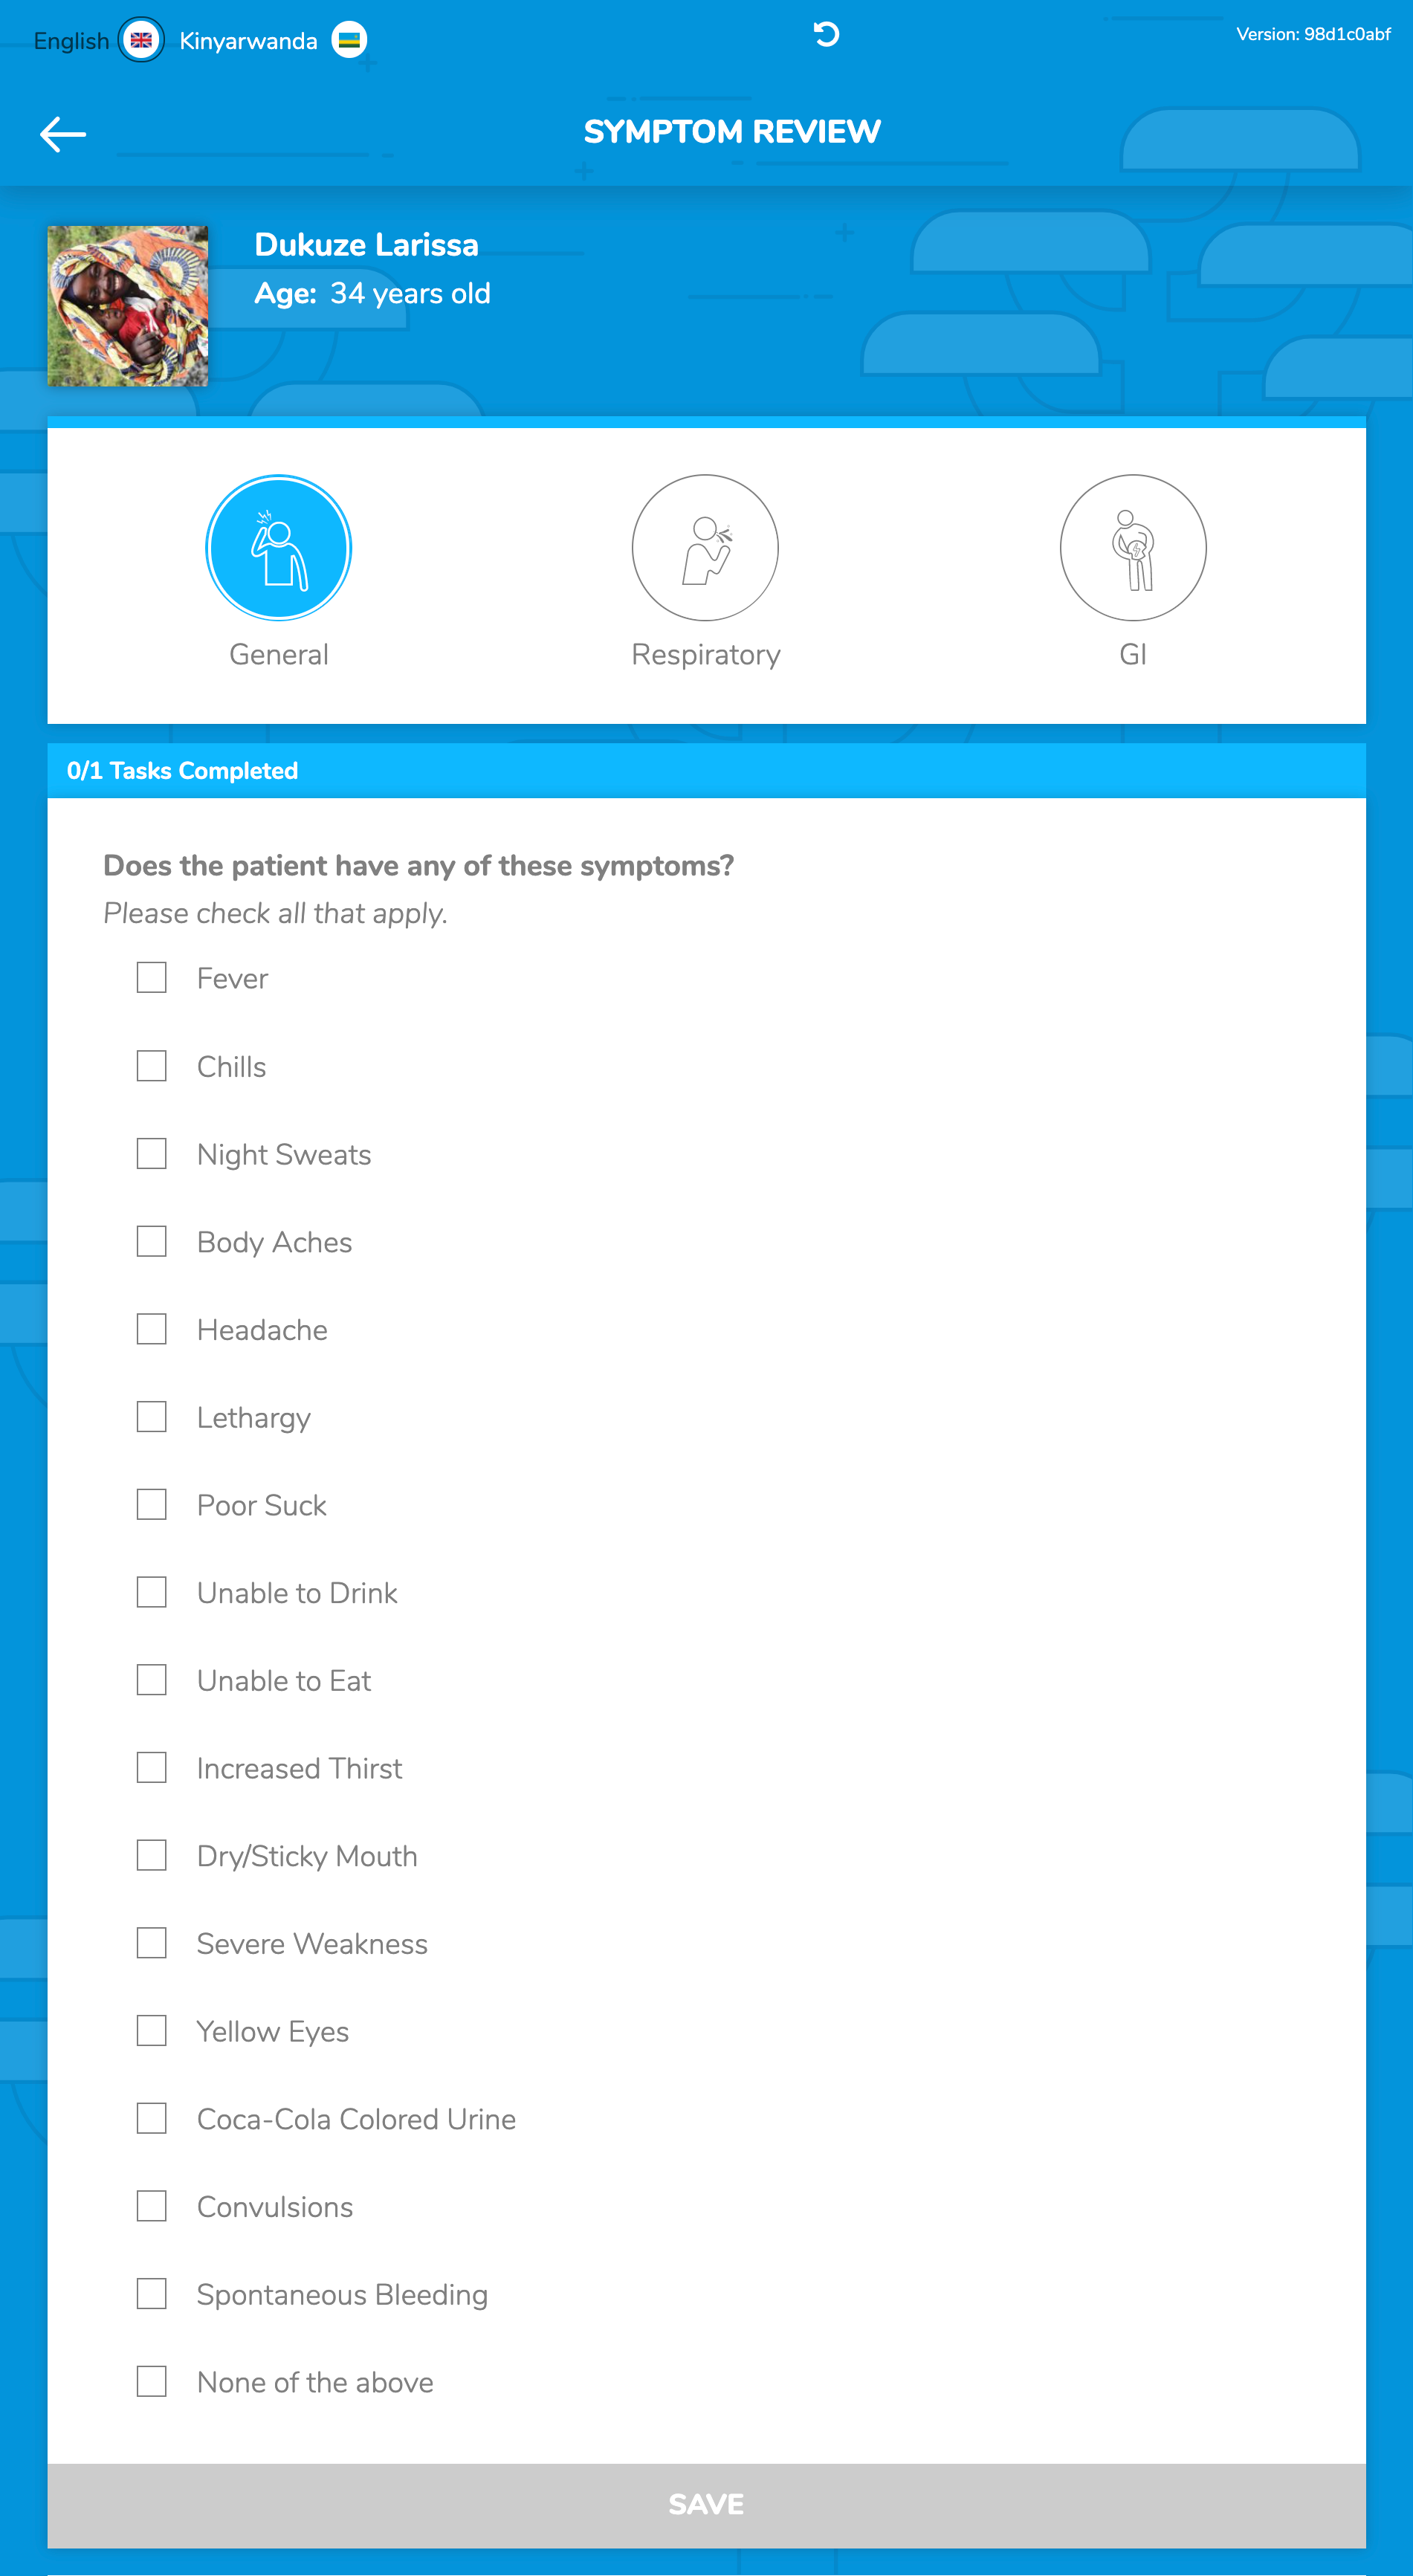 English Kinyarwanda Version: 98d1c0abf
SYMPTOM REVIEW
Dukuze Larissa
Age: 34 years old
General Respiratory GI
0/1 Tasks Completed
Does the patient have any of these symptoms?
Please check all that apply.
Fever
Chills
Night Sweats
Body Aches
Headache
Lethargy
Poor Suck
Unable to Drink
Unable to Eat
Increased Thirst
Dry/Sticky Mouth
Severe Weakness
Yellow Eyes
Coca-Cola Colored Urine
Convulsions
Spontaneous Bleeding
None of the above
SAVE